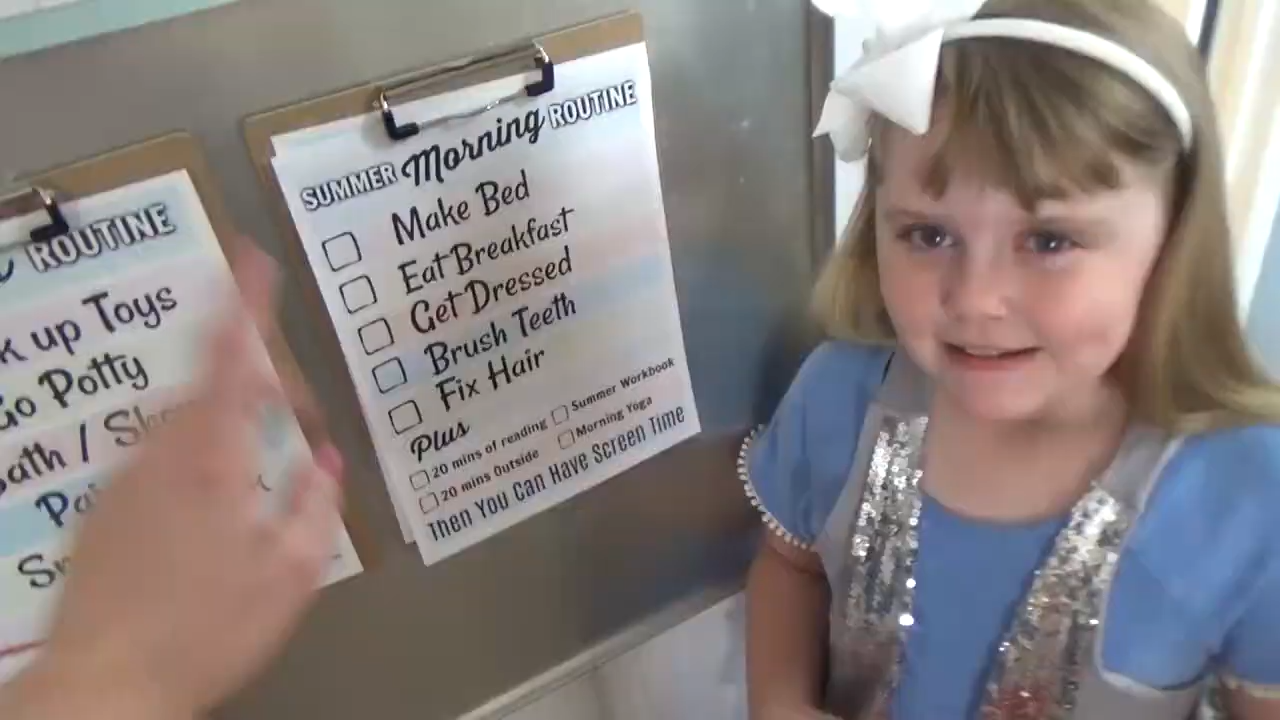 ROUTINE
up Toys
Go Potty
/
SUMMER Morning ROUTINE
Make Bed
Eat Breakfast
Get Dressed
Brush Teeth
Fix Hair
Plus
20 mins of reading Summer Workbook
20 mins Outside Morning Yoga
Then You Can Have Screen Time